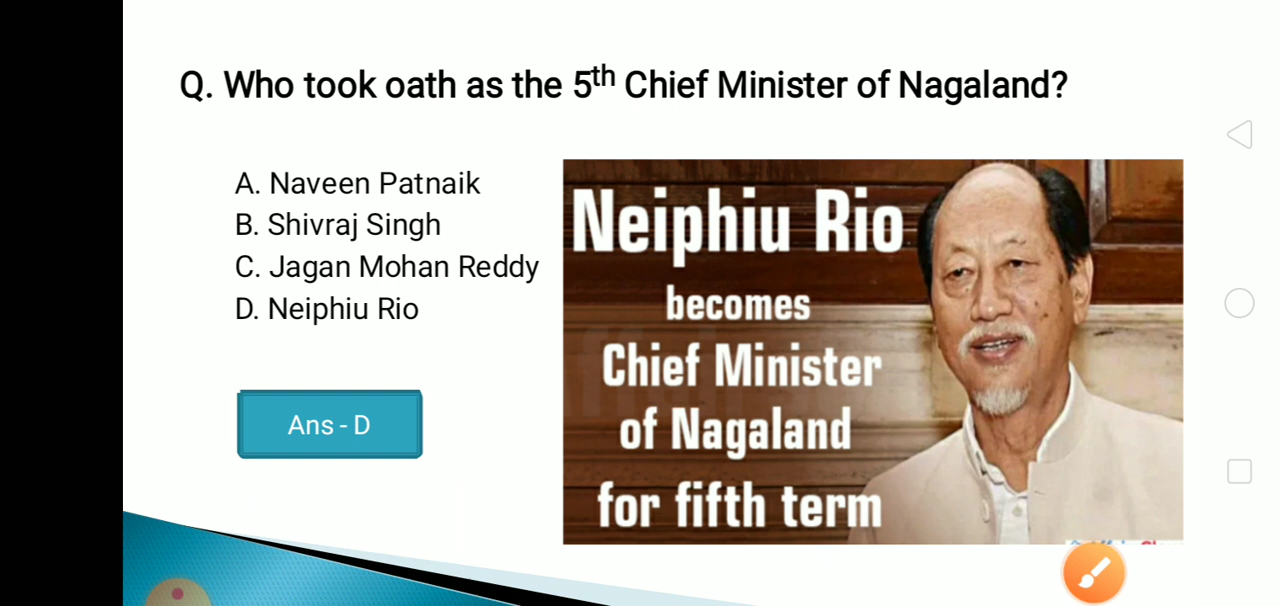 Q. Who took oath as the 5th Chief Minister of Nagaland?
A. Naveen Patnaik
B. Shivraj Singh
C. Jagan Mohan Reddy
D. Neiphiu Rio
Ans - D
Neiphiu Rio
becomes
Chief Minister
of Nagaland
for fifth term